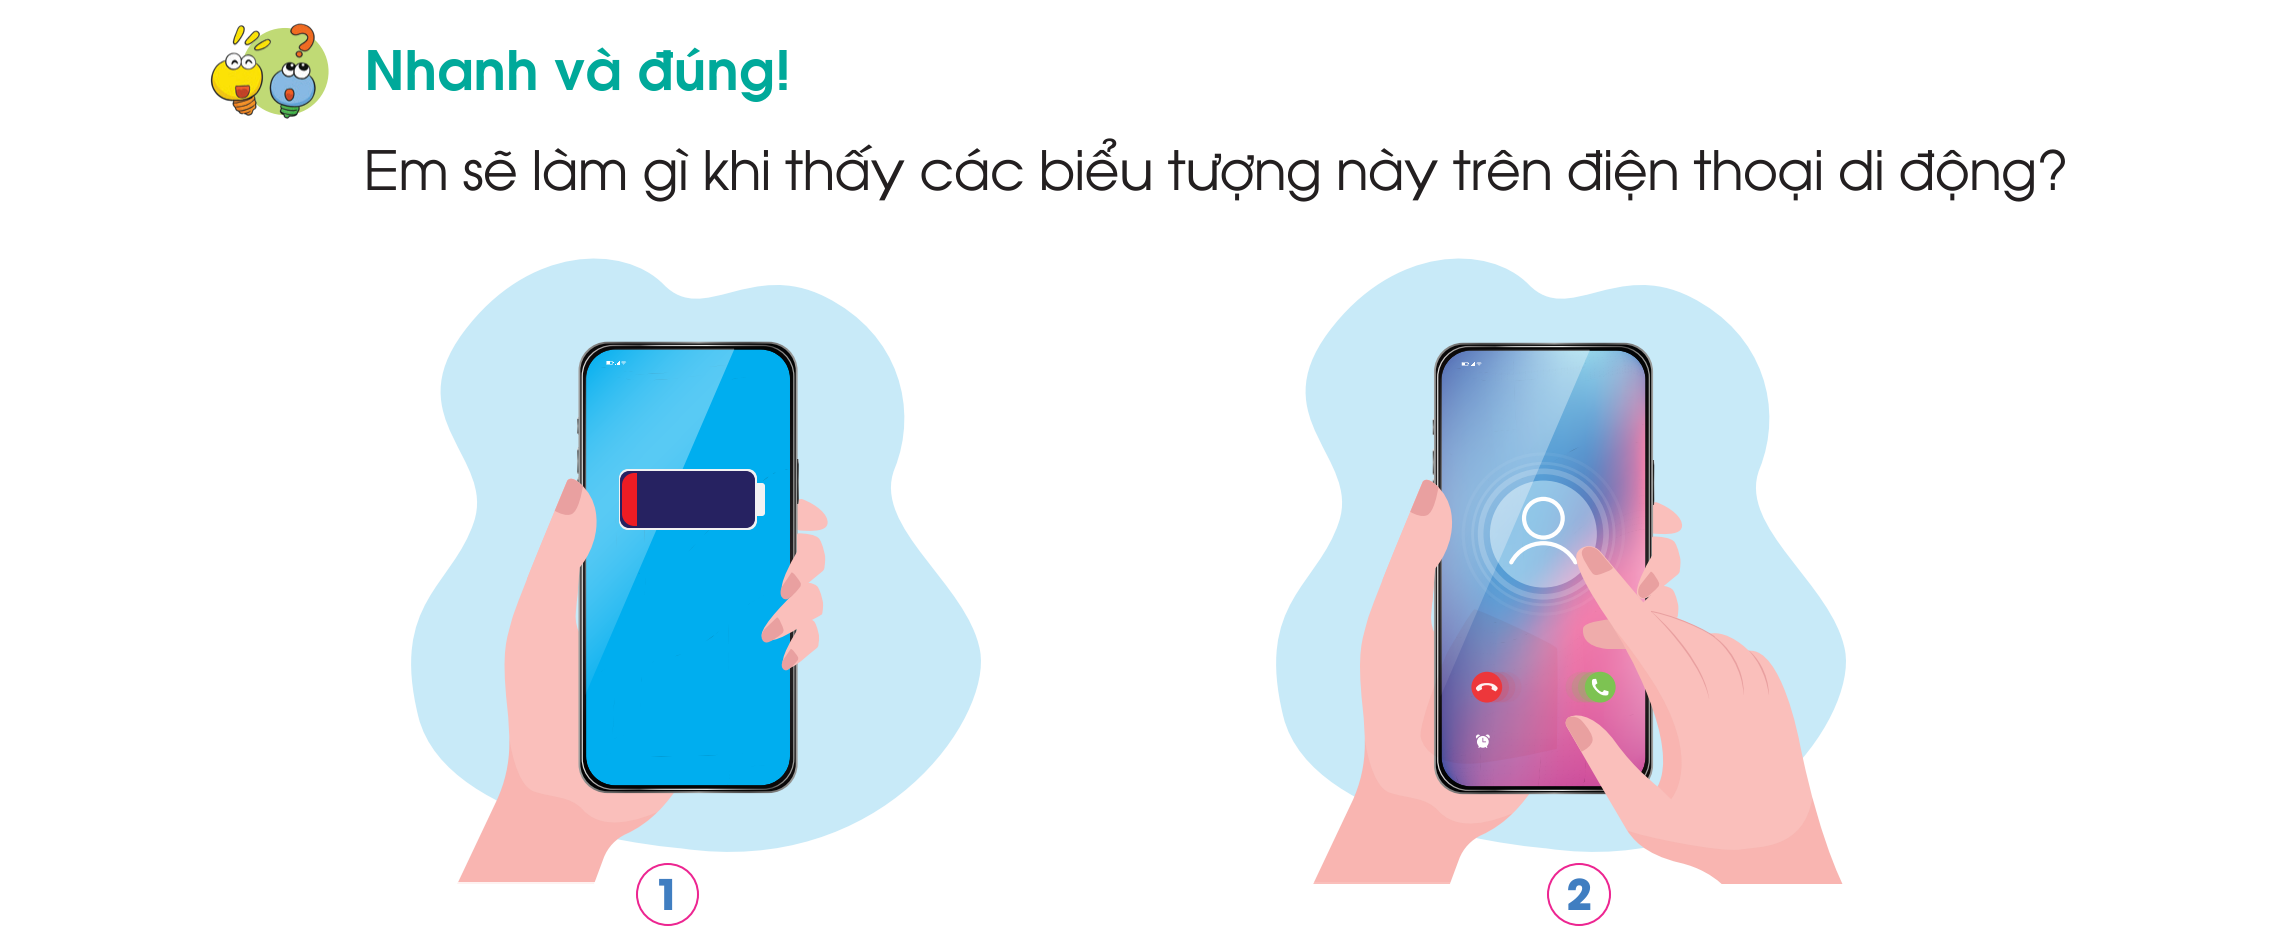 Nhanh và đúng!
Em sẽ làm gì khi thấy các biểu tượng này trên điện thoại di động?
1
2